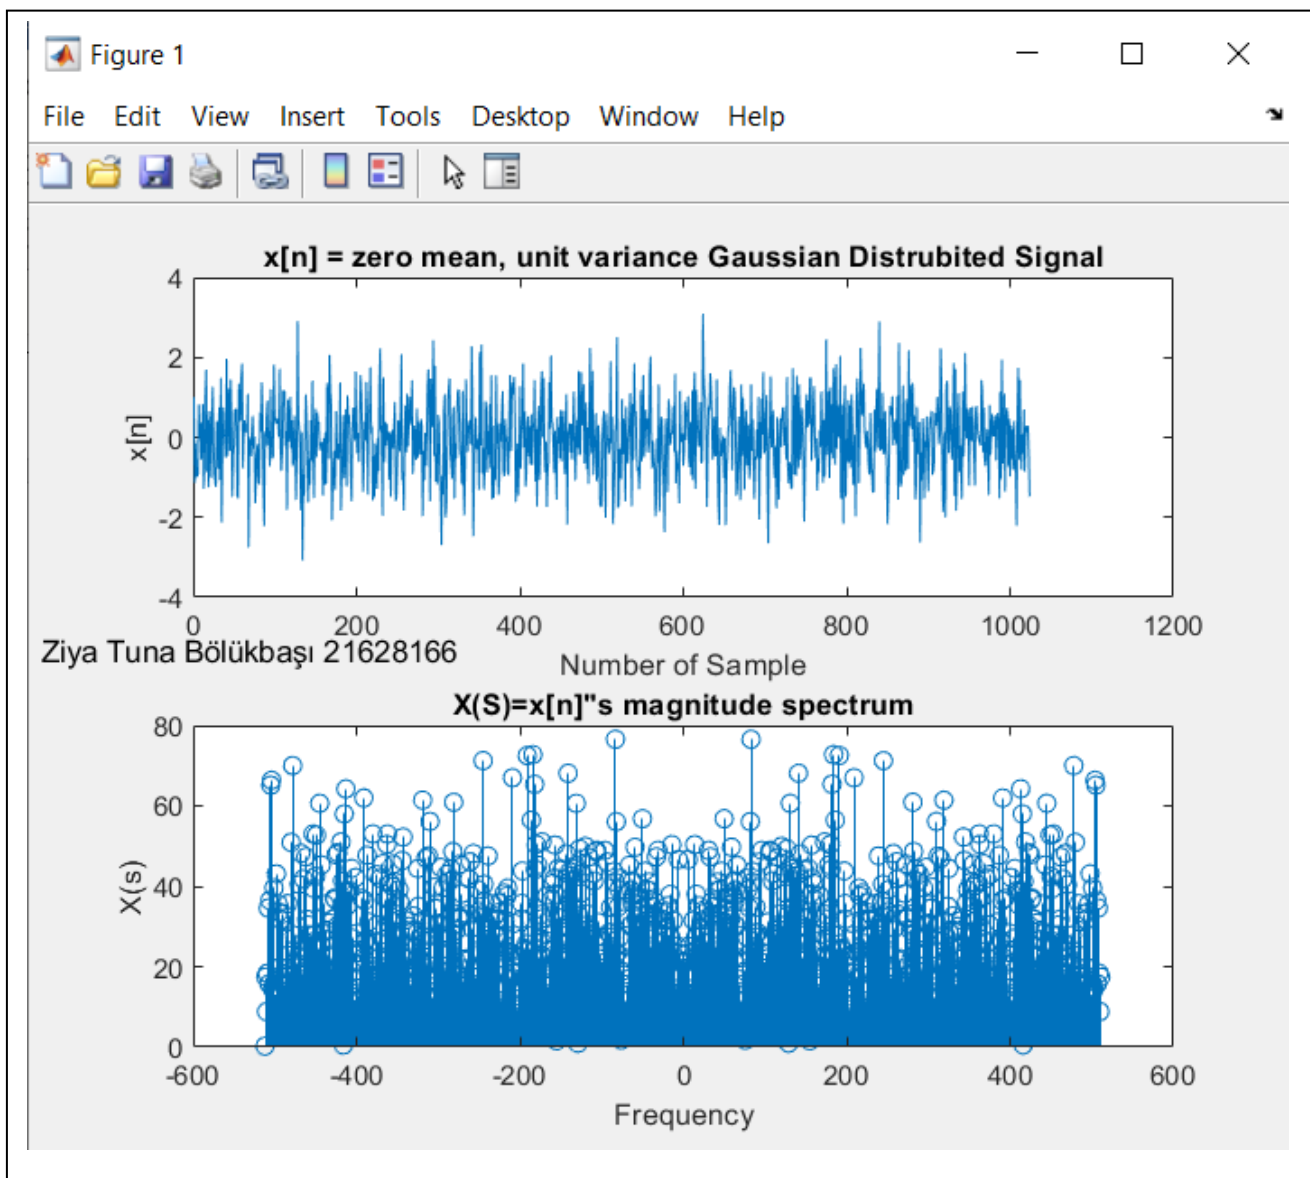 Figure 1
File Edit View Insert Tools Desktop Window Help
x[n] = zero mean, unit variance Gaussian Distrubited Signal
4
2
0
-2
-4
x[n]
0 200 400 600 800 1000 1200
Number of Sample
Ziya Tuna Bölükbaşı 21628166
X(S)=x[n]"s magnitude spectrum
80
60
40
20
0
X(s)
-600 -400 -200 0 200 400 600
Frequency